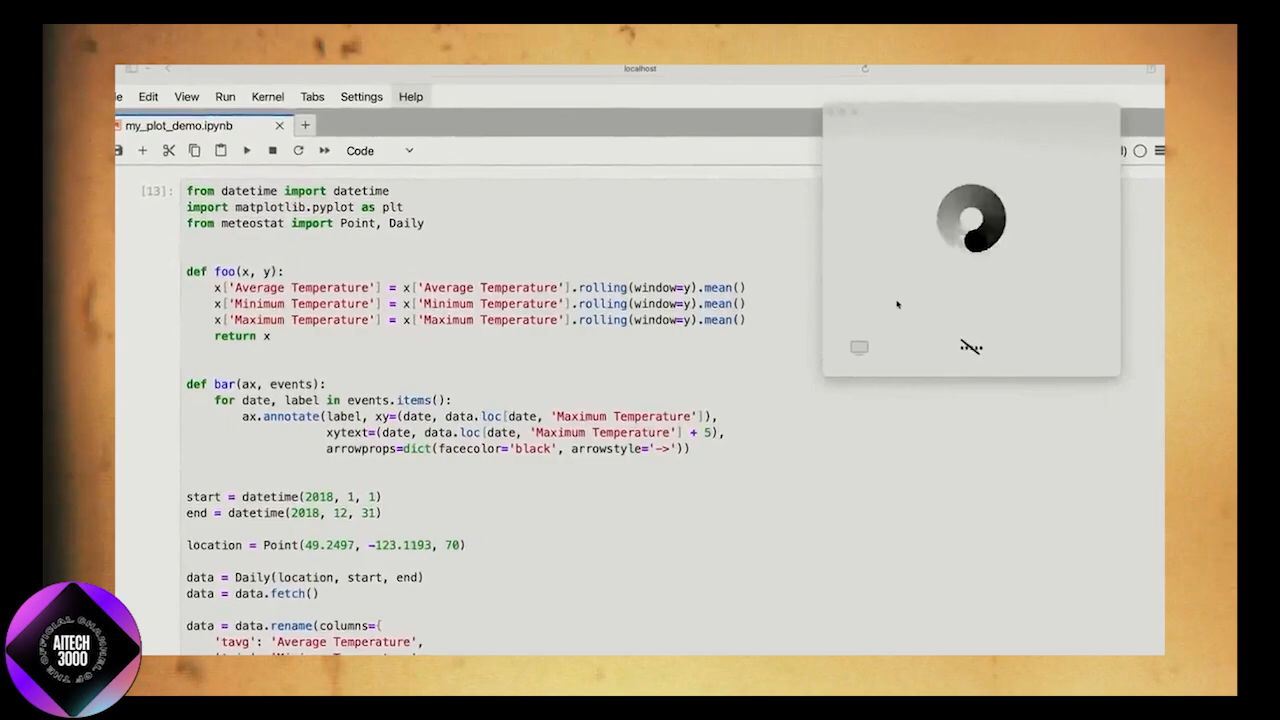 localhost
Edit View Run Kernel Tabs Settings Help
my_plot_demo.ipynb
Code
[13]:
from datetime import datetime
import matplotlib.pyplot as plt
from meteostat import Point, Daily
def foo(x, y):
x['Average Temperature'] = x['Average Temperature'].rolling(window=y).mean()
x['Minimum Temperature'] = x['Minimum Temperature'].rolling(window=y).mean()
x['Maximum Temperature'] = x['Maximum Temperature'].rolling(window=y).mean()
return x
def bar(ax, events):
for date, label in events.items():
ax.annotate(label, xy=(date, data.loc[date, 'Maximum Temperature']),
xytext=(date, data.loc[date, 'Maximum Temperature'] + 5),
arrowprops=dict(facecolor='black', arrowstyle='->'))
start = datetime(2018, 1, 1)
end = datetime(2018, 12, 31)
location = Point(49.2497, -123.1193, 70)
data = Daily(location, start, end)
data = data.fetch()
data = data.rename(columns={
'tavg': 'Average Temperature',
AITECH
3000
THE OFFICIAL CHANNEL OF